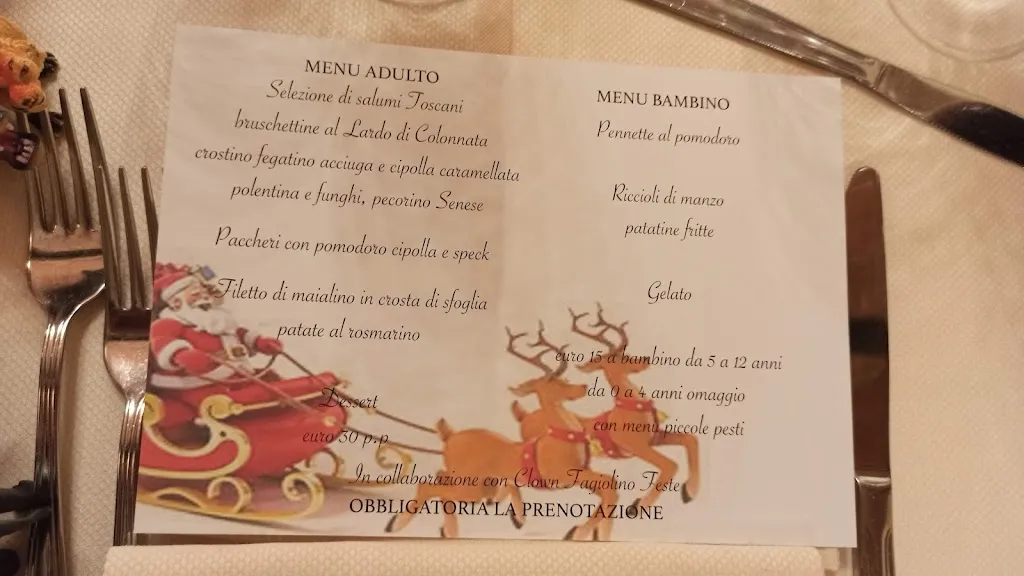 MENU ADULTO
Selezione di salumi Toscani
bruschettine al Lardo di Colonnata
crostino fegatino acciuga e cipolla caramellata
polentina e funghi, pecorino Senese
Paccheri con pomodoro cipolla e speck
Filetto di maialino in crosta di sfoglia
patate al rosmarino
Dessert
euro 30 p.p
MENU BAMBINO
Pennette al pomodoro
Riccioli di manzo
patatine fritte
Gelato
euro 15 a bambino da 5 a 12 anni
da 0 a 4 anni omaggio
con menu piccole pesti
In collaborazione con Clown Fagiolino Feste
OBBLIGATORIA LA PRENOTAZIONE